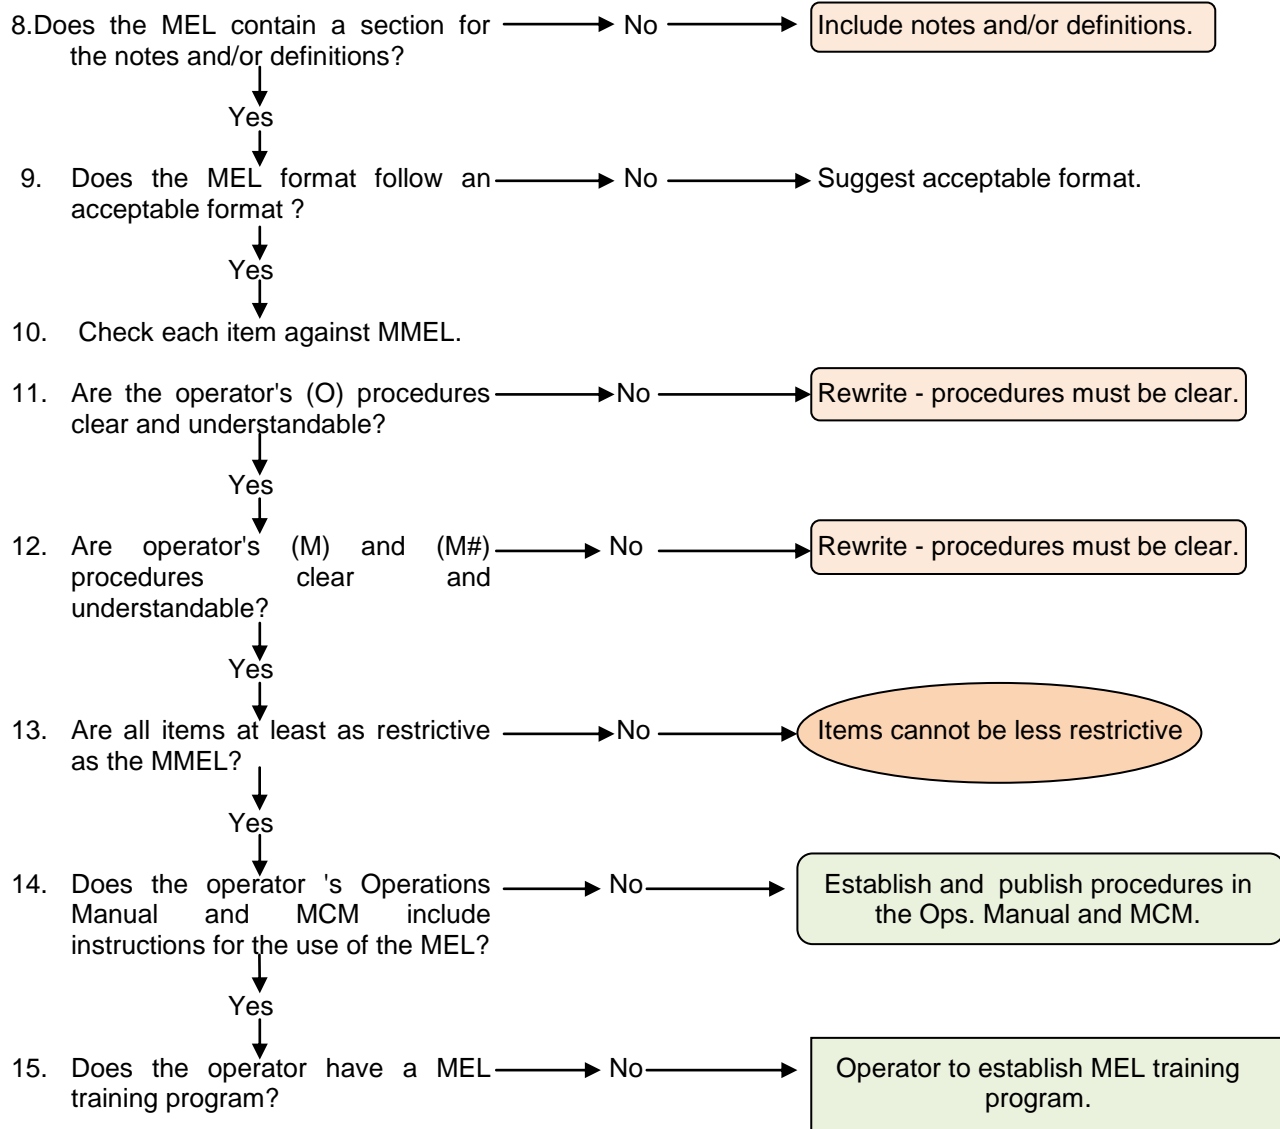 8.Does the MEL contain a section for No Include notes and/or definitions.
the notes and/or definitions?
Yes
9. Does the MEL format follow an No Suggest acceptable format.
acceptable format ?
Yes
10. Check each item against MMEL.
11. Are the operator's (O) procedures No Rewrite - procedures must be clear.
clear and understandable?
Yes
12. Are operator's (M) and (M#) No Rewrite - procedures must be clear.
procedures clear and
understandable?
Yes
13. Are all items at least as restrictive No Items cannot be less restrictive
as the MMEL?
Yes
14. Does the operator 's Operations No Establish and publish procedures in
Manual and MCM include the Ops. Manual and MCM.
instructions for the use of the MEL?
Yes
15. Does the operator have a MEL No Operator to establish MEL training
training program? program.